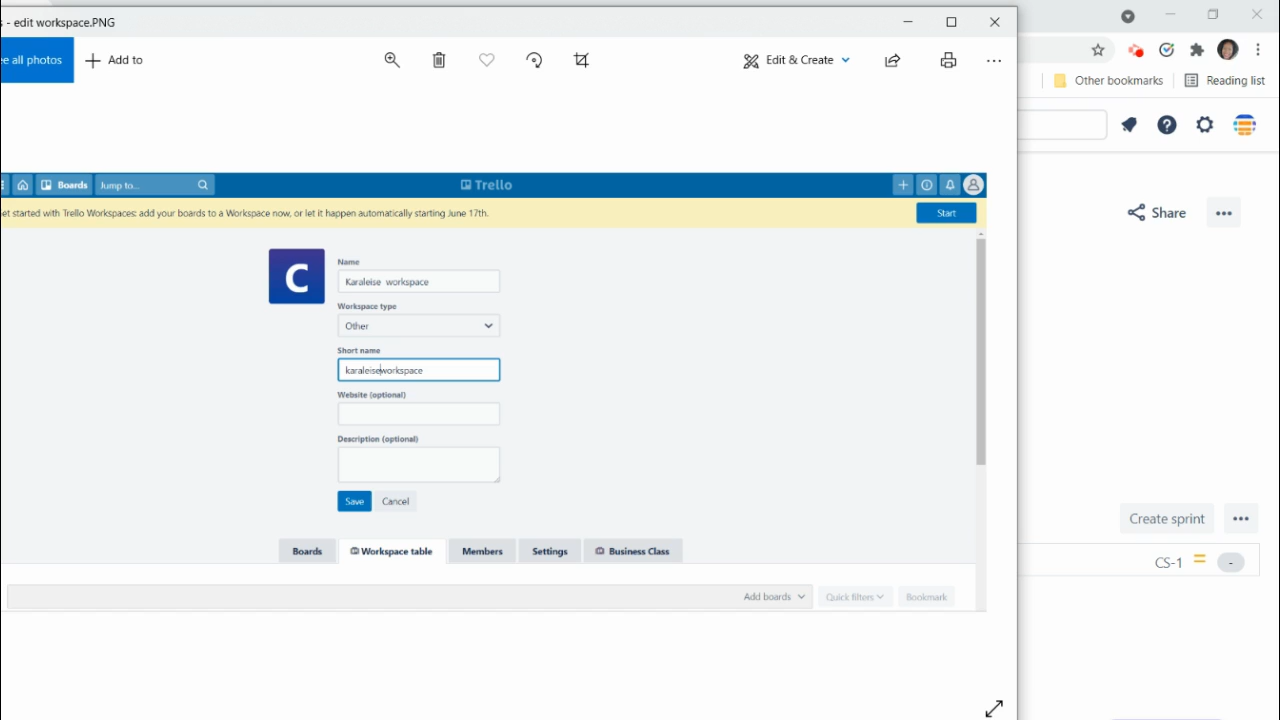 - edit workspace.PNG
all photos
Add to
Edit & Create
Other bookmarks
Reading list
Boards
Jump to...
Trello
started with Trello Workspaces: add your boards to a Workspace now, or let it happen automatically starting June 17th.
Start
Share
C
Name
Karaleise workspace
Workspace type
Other
Short name
karaleiseworkspace
Website (optional)
Description (optional)
Save
Cancel
Create sprint
Boards
Workspace table
Members
Settings
Business Class
CS-1
-
Add boards
Quick filters
Bookmark